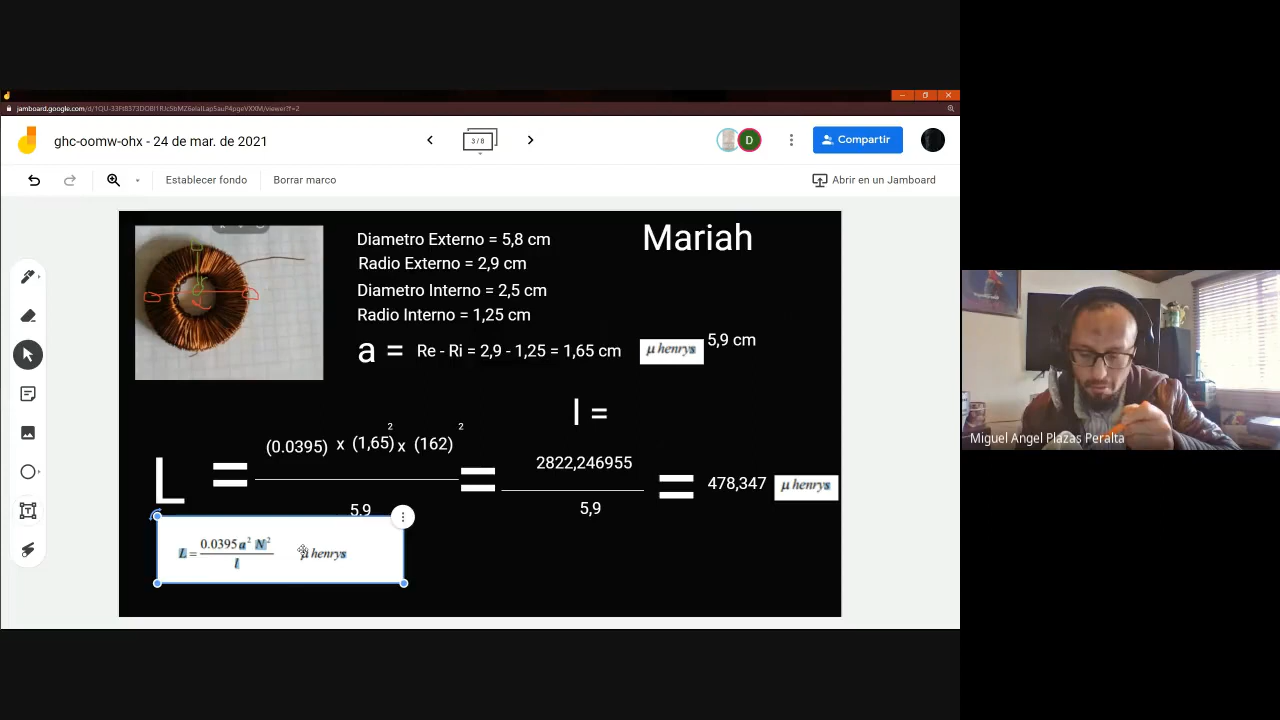 ghc-oomw-ohx - 24 de mar. de 2021
3 / 8
D
Compartir
Establecer fondo
Borrar marco
Abrir en un Jamboard
Mariah
Diametro Externo = 5,8 cm
Radio Externo = 2,9 cm
Diametro Interno = 2,5 cm
Radio Interno = 1,25 cm
a = Re - Ri = 2,9 - 1,25 = 1,65 cm
μ henrys
5,9 cm
l =
L = (0.0395) x (1,65)² x (162)² / 5,9 = 2822,246955 / 5,9 = 478,347 μ henrys
L = 0.0395 a² N² / l μ henrys
Miguel Angel Plazas Peralta